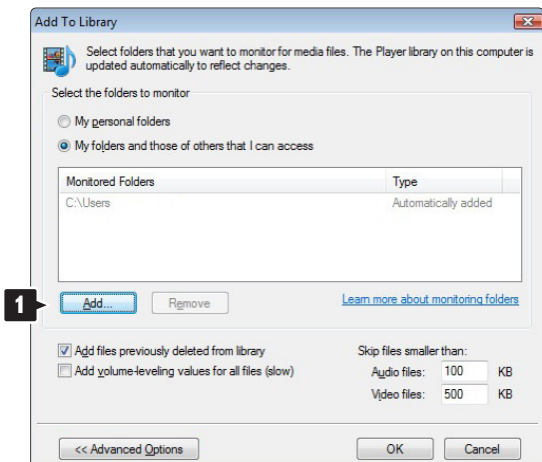 Add To Library
Select folders that you want to monitor for media files. The Player library on this computer is
updated automatically to reflect changes.
Select the folders to monitor
My personal folders
My folders and those of others that I can access
Monitored Folders Type
C:\Users Automatically added
1 Add... Remove Learn more about monitoring folders
Add files previously deleted from library Skip files smaller than:
Add volume-leveling values for all files (slow) Audio files: 100 KB
Video files: 500 KB
<< Advanced Options OK Cancel